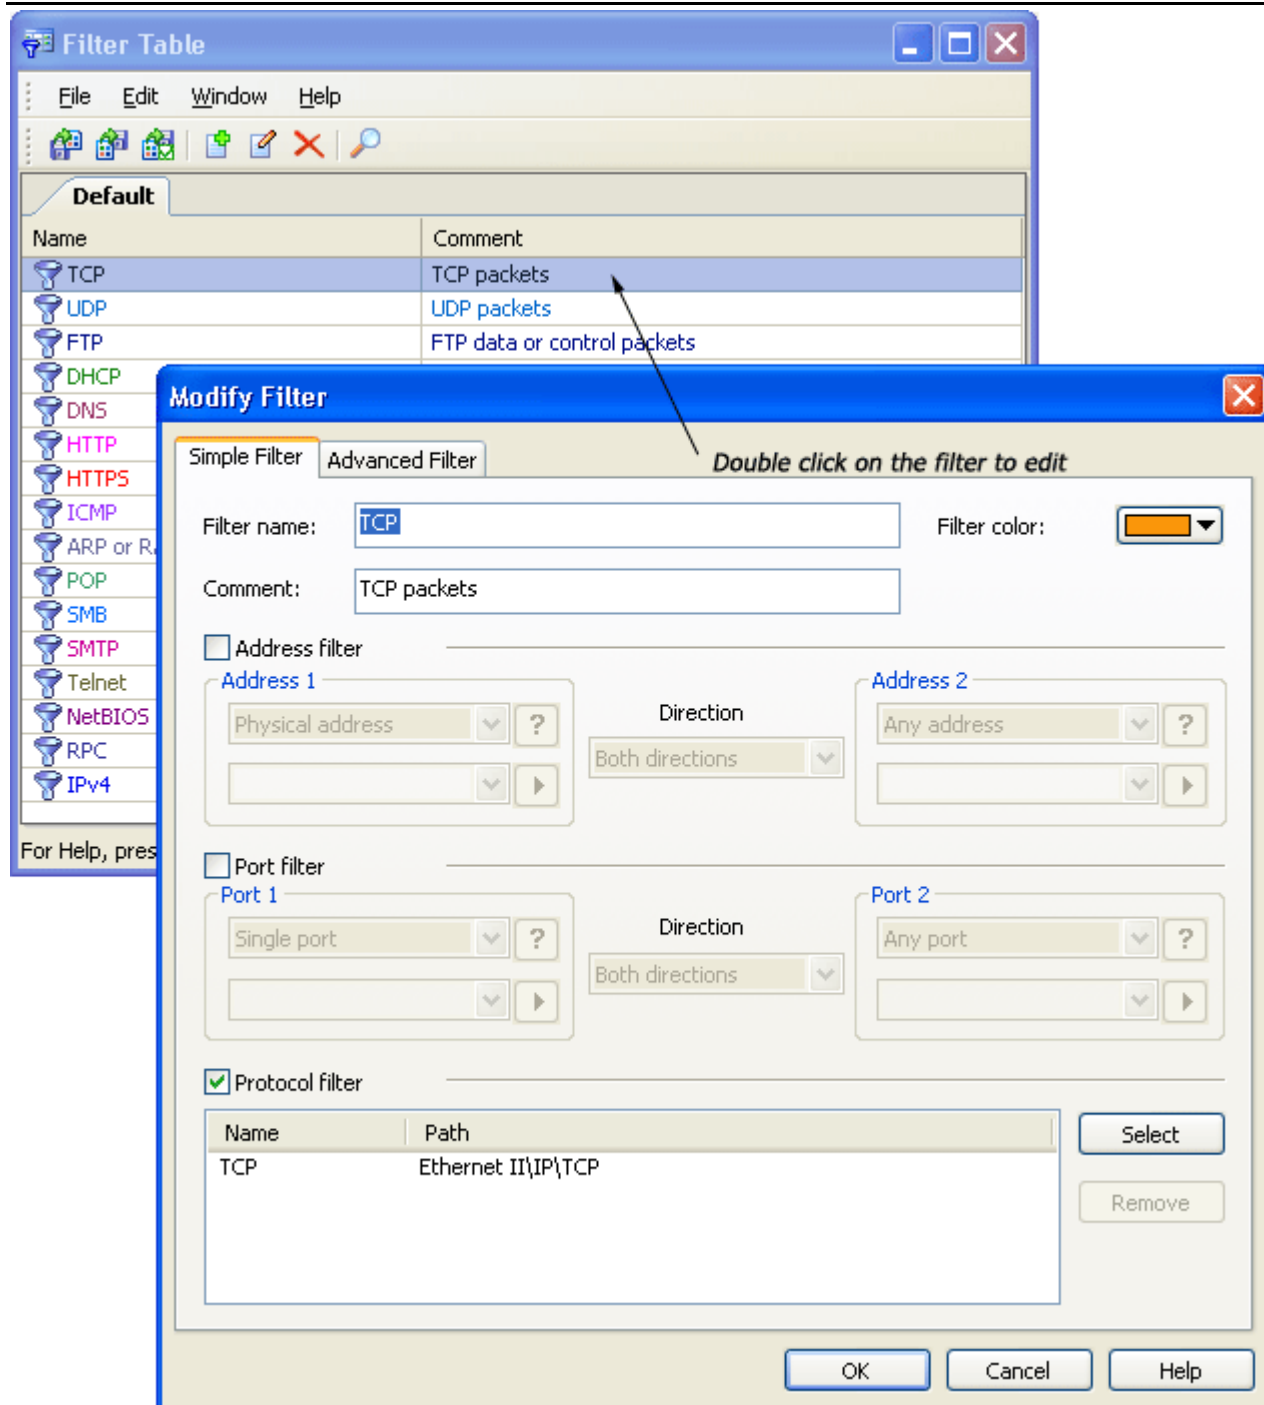 Filter Table
File Edit Window Help
Default
Name Comment
TCP TCP packets
UDP UDP packets
FTP FTP data or control packets
DHCP
DNS
HTTP
HTTPS
ICMP
ARP or R
POP
SMB
SMTP
Telnet
NetBIOS
RPC
IPv4
For Help, pres
Modify Filter
Simple Filter Advanced Filter
Double click on the filter to edit
Filter name: TCP Filter color:
Comment: TCP packets
Address filter
Address 1 Address 2
Direction
Physical address ? Any address ?
Both directions
Port filter
Port 1 Port 2
Direction
Single port ? Any port ?
Both directions
Protocol filter
Name Path
TCP Ethernet II\IP\TCP
Select
Remove
OK Cancel Help